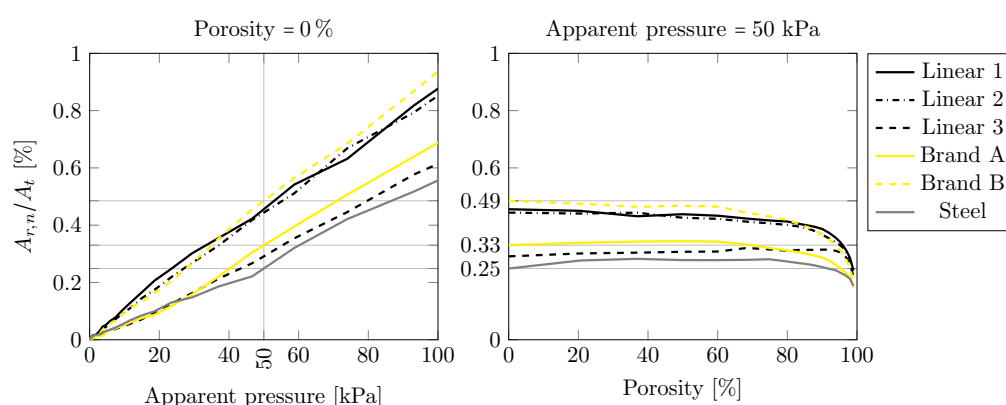 Porosity = 0 %
A_{r,n}/A_t [%]
1
0.8
0.6
0.4
0.2
0
0 20 40 50 60 80 100
Apparent pressure [kPa]
Apparent pressure = 50 kPa
1
0.8
0.6
0.49
0.33
0.25
0
0 20 40 60 80 100
Porosity [%]
Linear 1
Linear 2
Linear 3
Brand A
Brand B
Steel